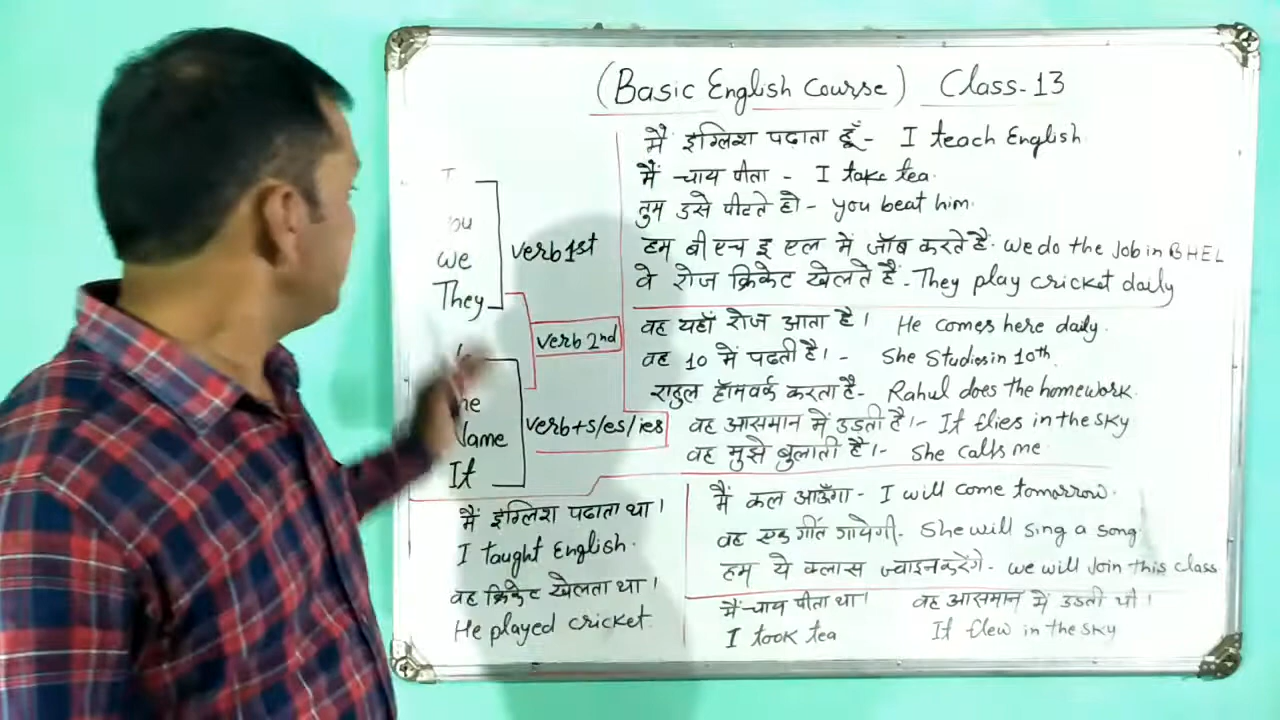 (Basic English Course) Class-13
मैं इंग्लिश पढ़ाता हूँ - I teach English
मैं चाय पीता - I take tea.
तुम उसे पीटते हो - you beat him.
हम बी एच इ एल में जॉब करते हैं. we do the Job in BHEL
वे रोज क्रिकेट खेलते हैं. They play cricket daily
we
They
verb 1st
verb 2nd
वह यहाँ रोज आता है। He comes here daily.
वह 10 में पढती है। - She Studies in 10th.
राहुल हॉमवर्क करता है - Rahul does the homework.
वह आसमान में उडती है। - It flies in the sky
वह मुझे बुलाती है। - She calls me.
It
verb+s/es/ies
मैं इंग्लिश पढाता था।
I taught English.
वह क्रिकेट खेलता था।
He played cricket.
मैं कल आऊँगा - I will come tomorrow.
वह एक गीत गायेगी. She will sing a song
हम ये क्लास ज्वाइन करेंगे - we will Join this class
मैं चाय पीता था। वह आसमान में उडती थी।
I took tea It flew in the sky